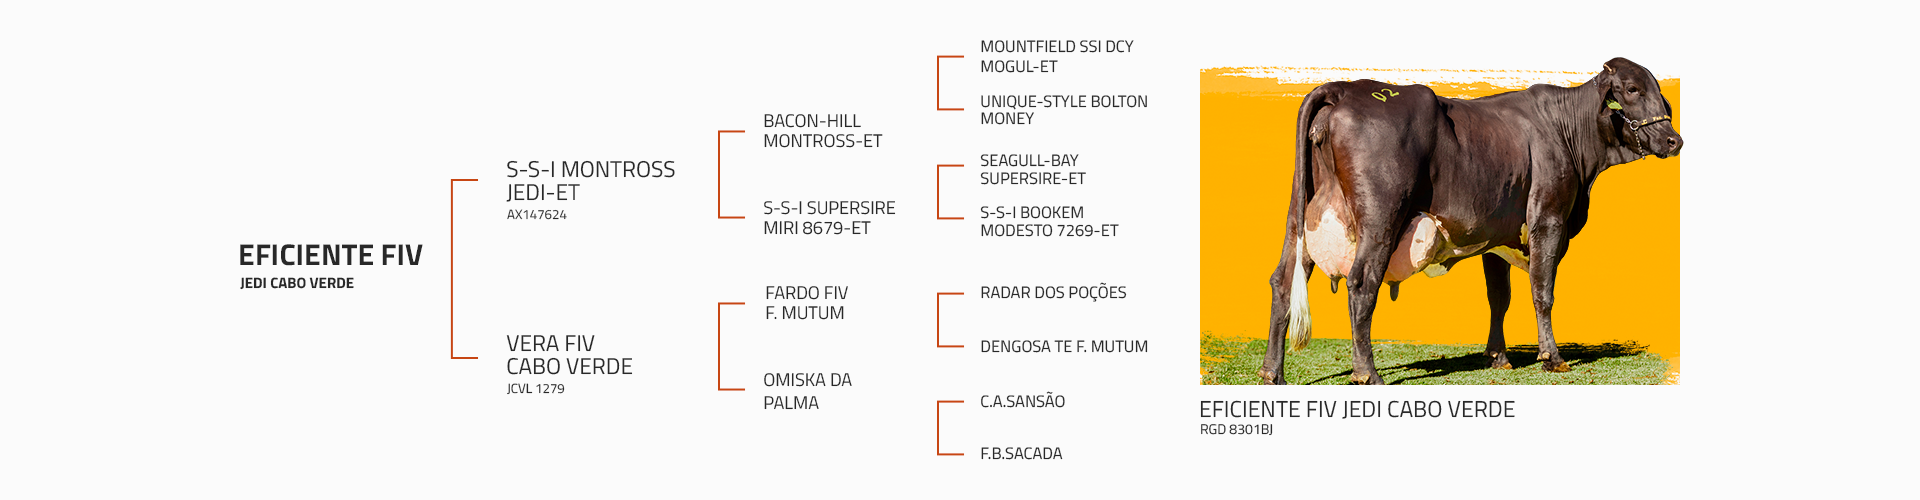 EFICIENTE FIV
JEDI CABO VERDE
S-S-I MONTROSS
JEDI-ET
AX147624
VERA FIV
CABO VERDE
JCVL 1279
BACON-HILL
MONTROSS-ET
S-S-I SUPERSIRE
MIRI 8679-ET
FARDO FIV
F. MUTUM
OMISKA DA
PALMA
MOUNTFIELD SSI DCY
MOGUL-ET
UNIQUE-STYLE BOLTON
MONEY
SEAGULL-BAY
SUPERSIRE-ET
S-S-I BOOKEM
MODESTO 7269-ET
RADAR DOS POÇÕES
DENGOSA TE F. MUTUM
C.A.SANSÃO
F.B.SACADA
02
EFICIENTE FIV JEDI CABO VERDE
RGD 8301BJ